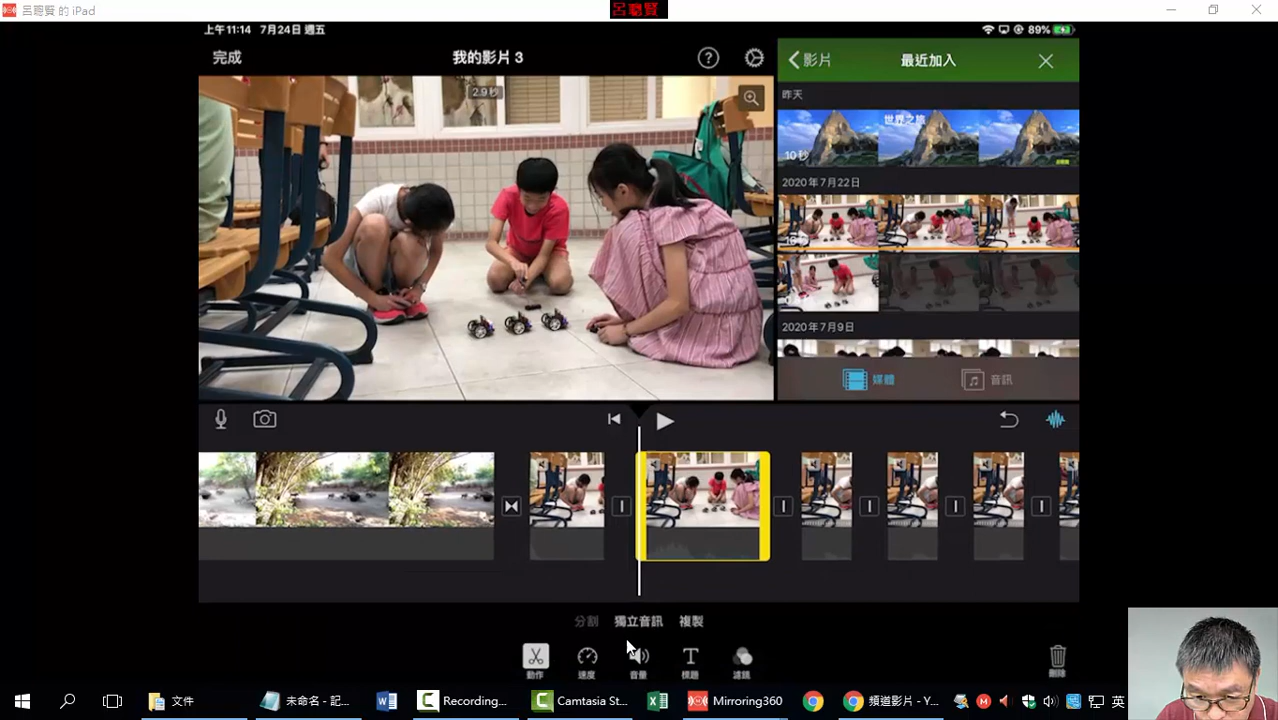 呂聰賢 的 iPad
呂聰賢
上午11:14 7月24日 週五
89%
完成
我的影片 3
?
影片
最近加入
2.9 秒
昨天
世界之旅
10秒
2020年7月22日
2020年7月9日
媒體
音訊
分割
獨立音訊
複製
動作
速度
音量
標題
濾鏡
刪除
文件
未命名 - 記...
Recording...
Camtasia St...
Mirroring360
頻道影片 - Y...
英